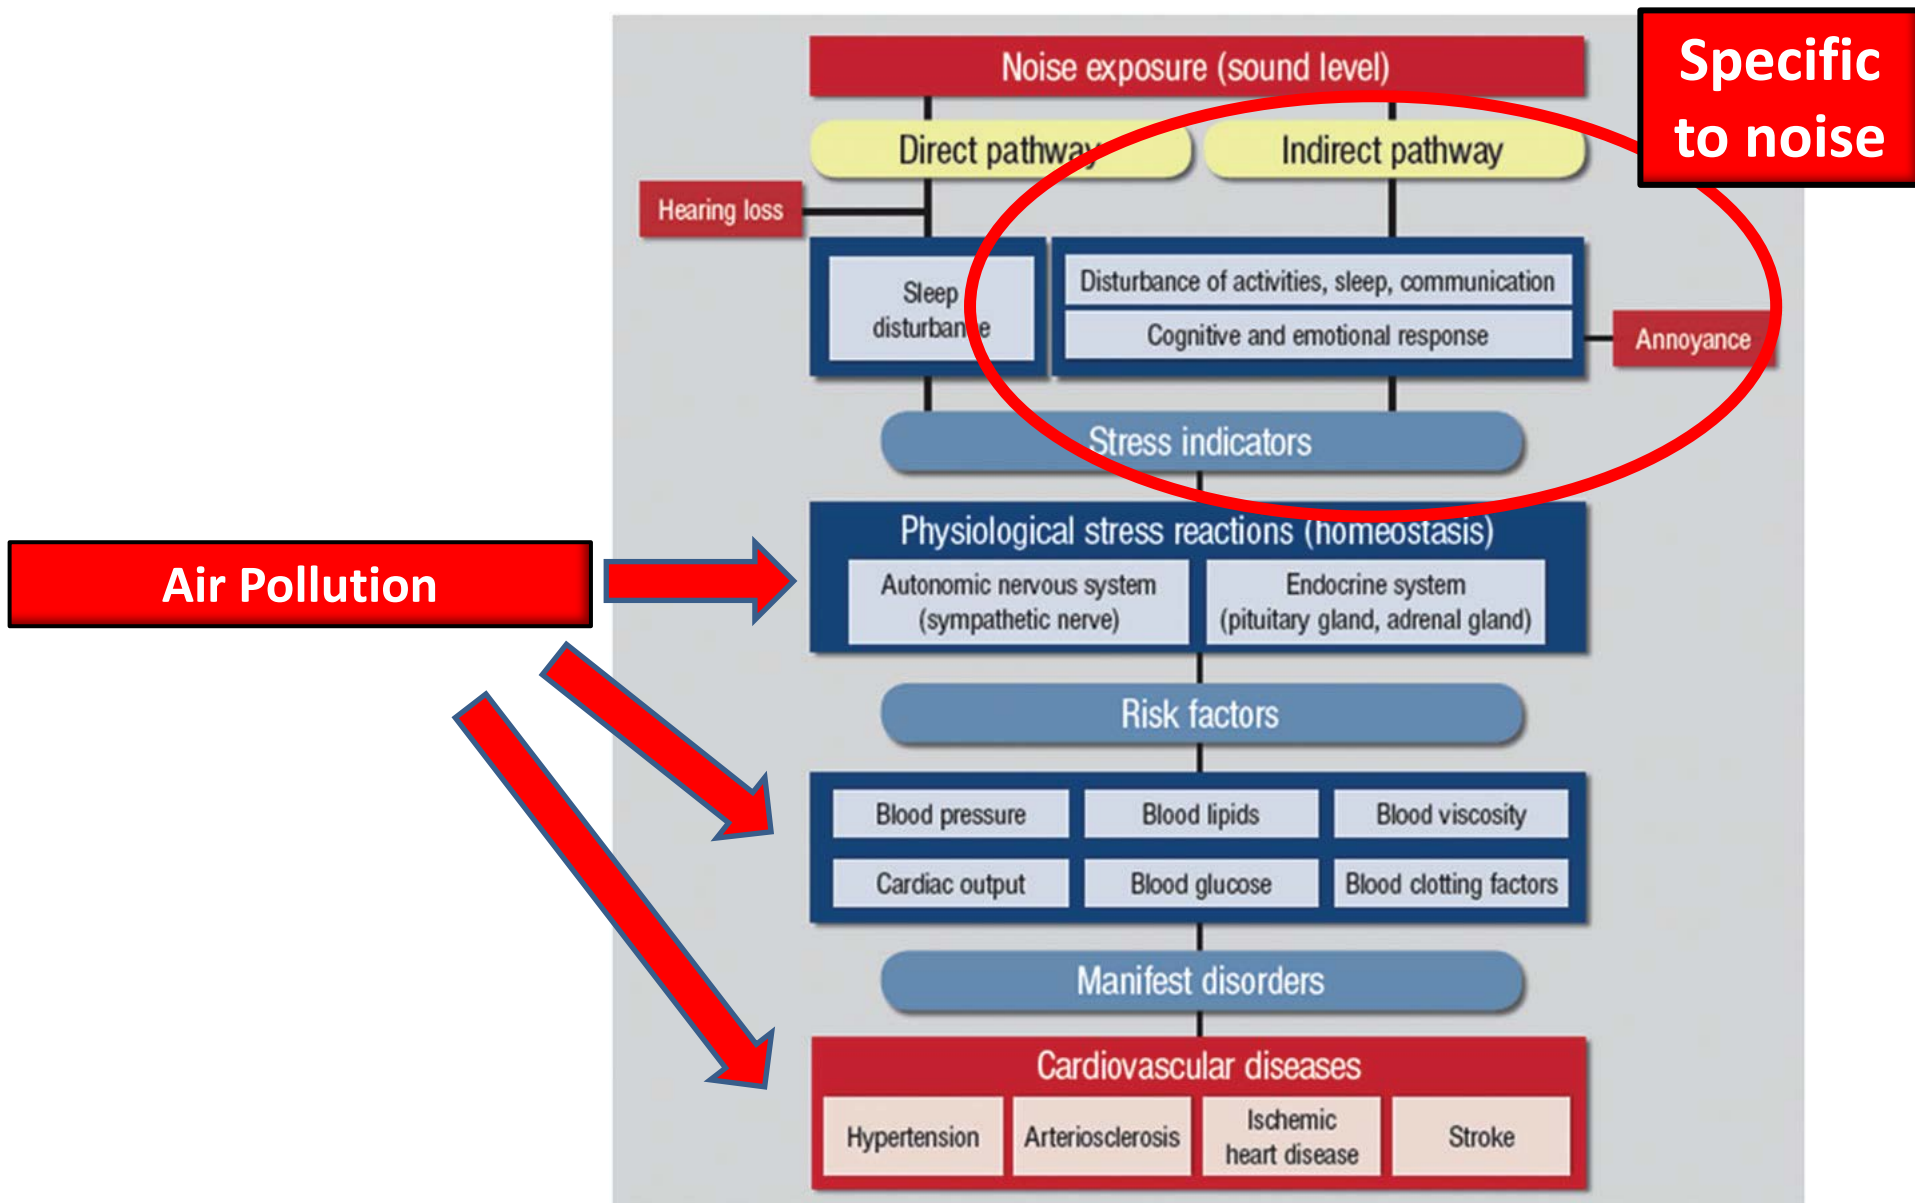 Noise exposure (sound level)
Specific
to noise
Direct pathway
Indirect pathway
Hearing loss
Sleep
disturbance
Disturbance of activities, sleep, communication
Cognitive and emotional response
Annoyance
Stress indicators
Physiological stress reactions (homeostasis)
Autonomic nervous system
(sympathetic nerve)
Endocrine system
(pituitary gland, adrenal gland)
Air Pollution
Risk factors
Blood pressure
Blood lipids
Blood viscosity
Cardiac output
Blood glucose
Blood clotting factors
Manifest disorders
Cardiovascular diseases
Hypertension
Arteriosclerosis
Ischemic
heart disease
Stroke